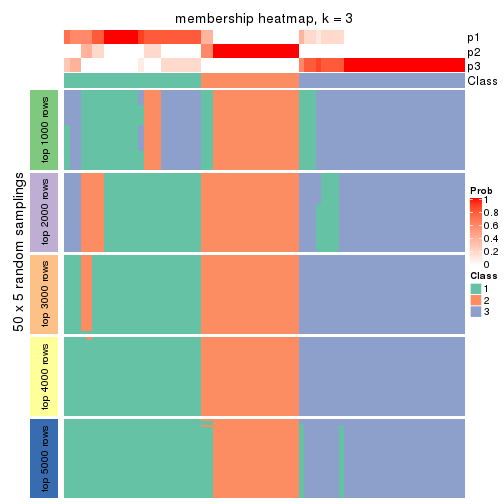 membership heatmap, k = 3
p1
p2
p3
Class
50 x 5 random samplings
top 1000 rows
top 2000 rows
top 3000 rows
top 4000 rows
top 5000 rows
Prob
1
0.8
0.6
0.4
0.2
0
Class
1
2
3